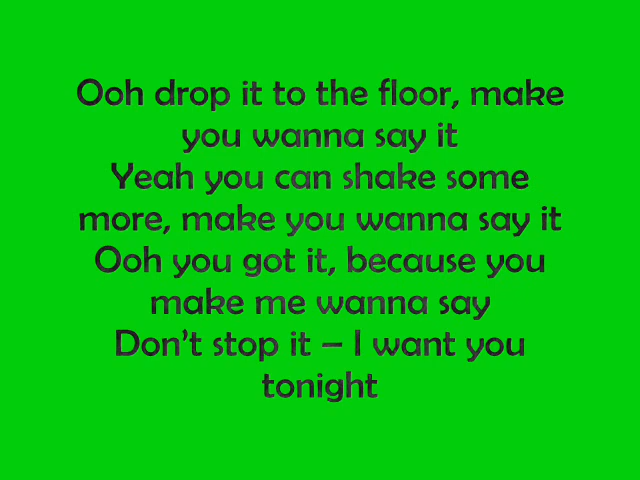 Ooh drop it to the floor, make
you wanna say it
Yeah you can shake some
more, make you wanna say it
Ooh you got it, because you
make me wanna say
Don’t stop it – I want you
tonight